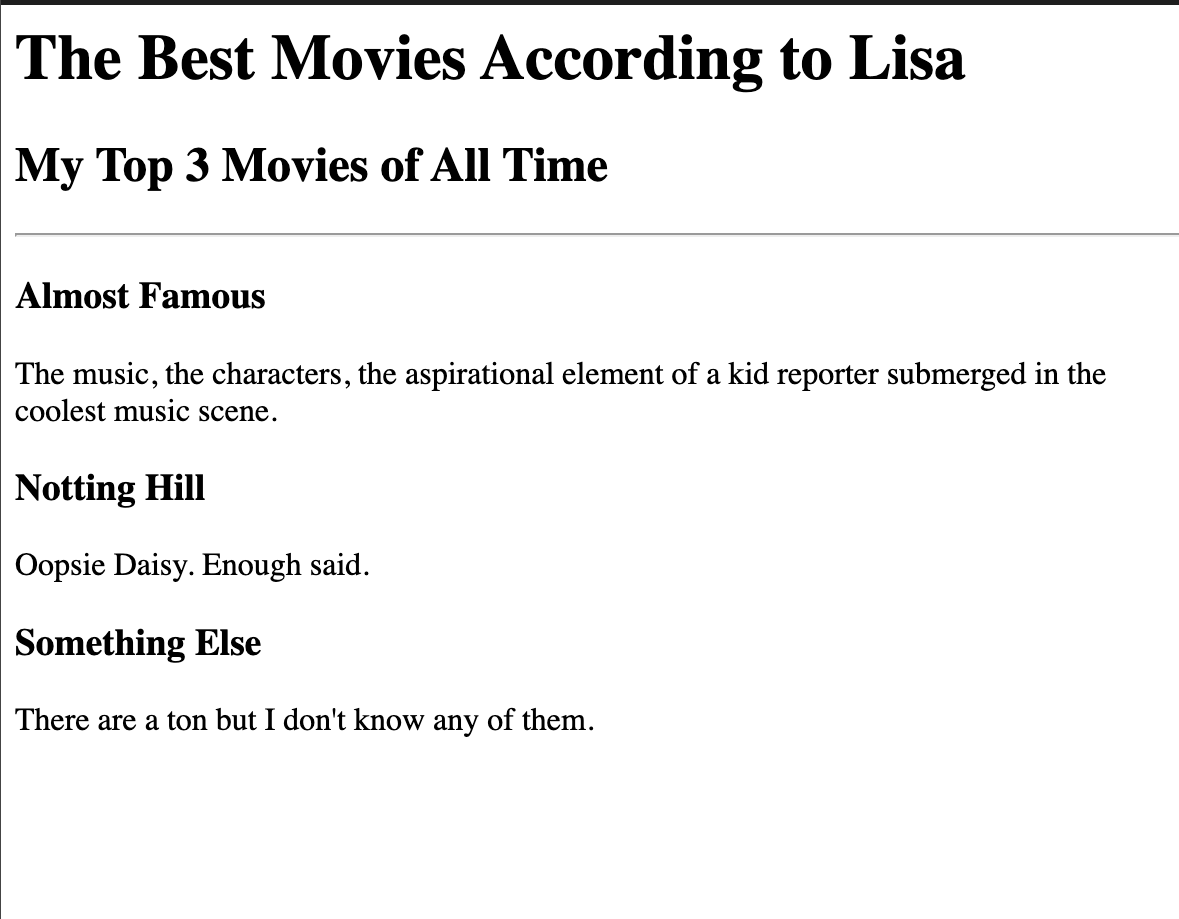 The Best Movies According to Lisa
My Top 3 Movies of All Time
Almost Famous
The music, the characters, the aspirational element of a kid reporter submerged in the
coolest music scene.
Notting Hill
Oopsie Daisy. Enough said.
Something Else
There are a ton but I don't know any of them.